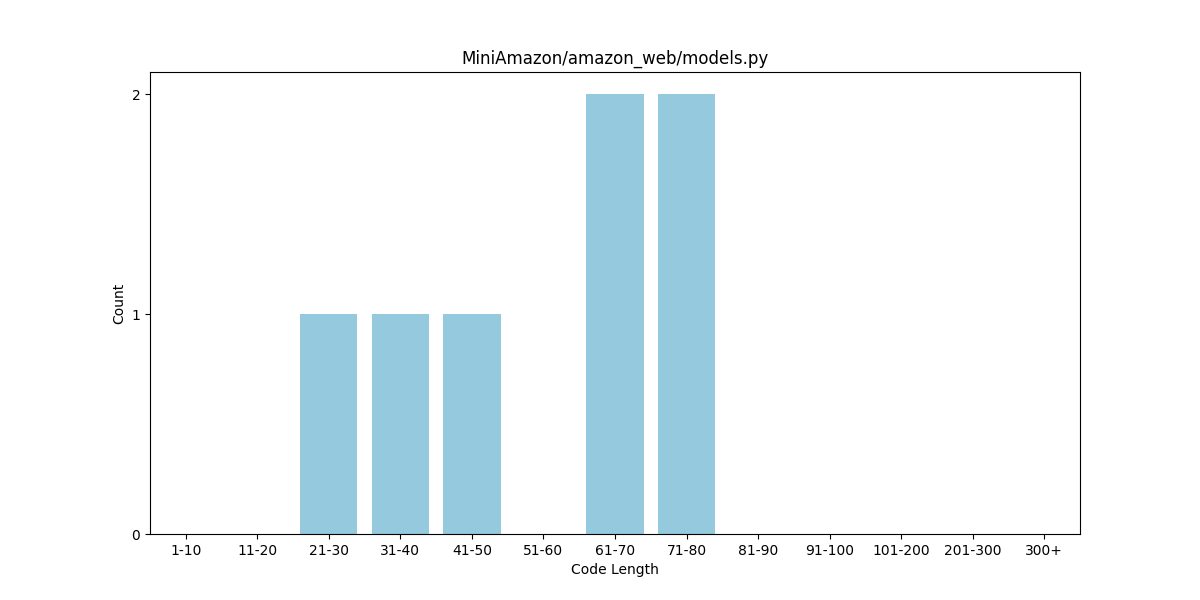 MiniAmazon/amazon_web/models.py
Count
2
1
0
1-10 11-20 21-30 31-40 41-50 51-60 61-70 71-80 81-90 91-100 101-200 201-300 300+
Code Length